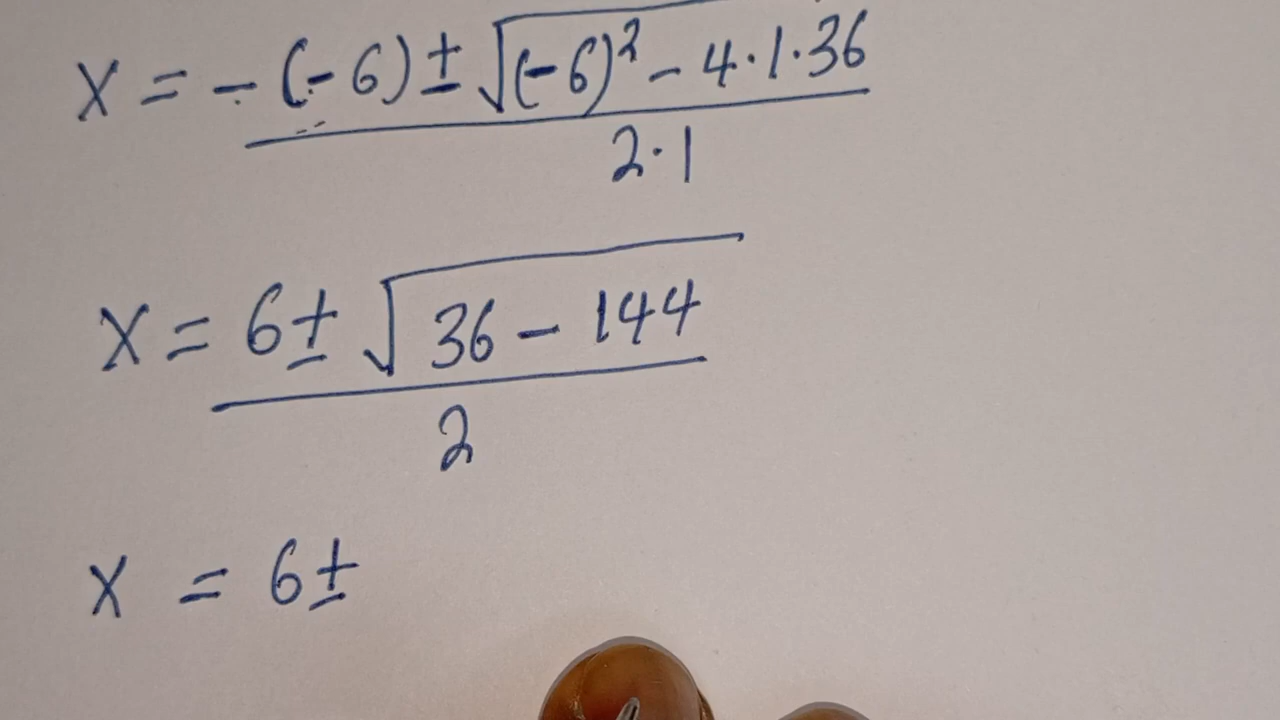 x = -(-6) ± √(-6)² - 4·1·36
2·1
x = 6 ± √36 - 144
2
x = 6 ±